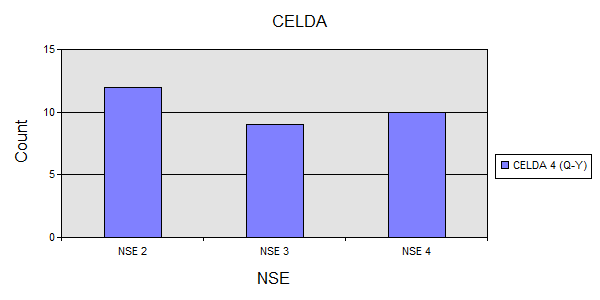 CELDA
15
10
5
0
Count
NSE 2
NSE 3
NSE 4
NSE
CELDA 4 (Q-Y)